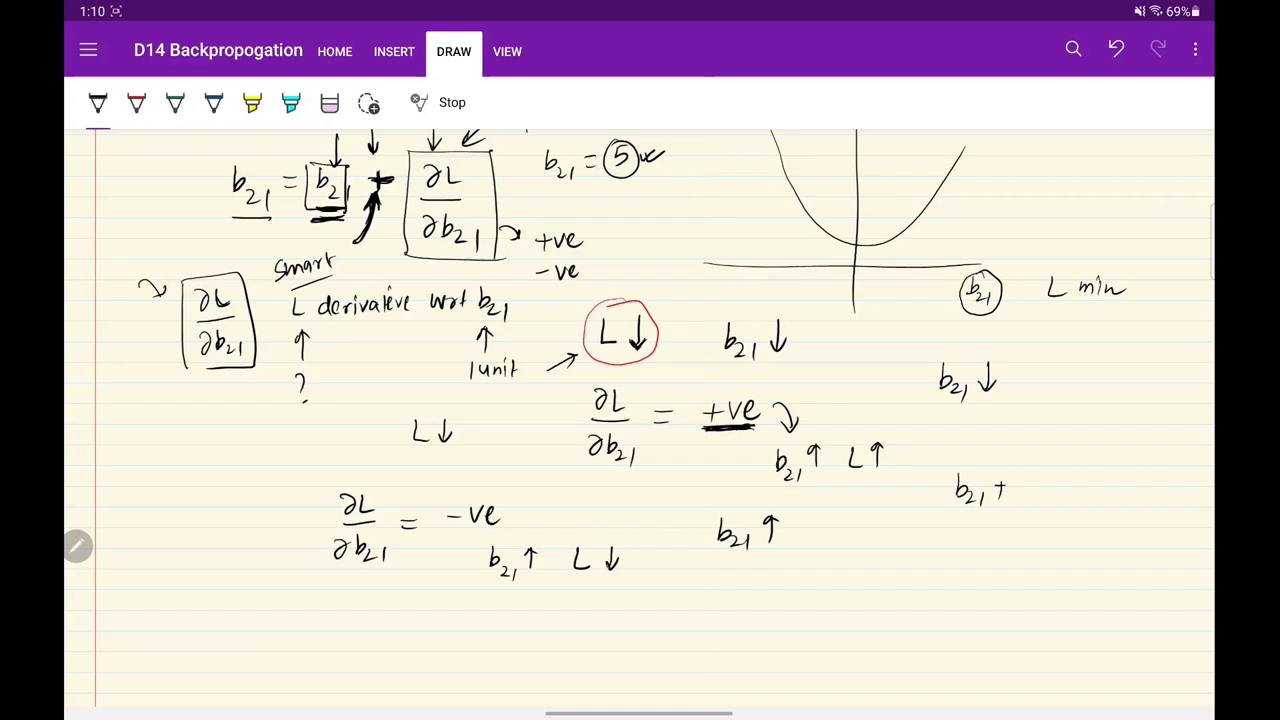 1:10 69%
D14 Backpropogation HOME INSERT DRAW VIEW
Stop
b₂₁ = b₂₁ + ∂L/∂b₂₁
b₂₁ = 5
+ve
-ve
b₂₁ L min
∂L/∂b₂₁
smart
L derivative wrt b₂₁
?
1 unit
L ↓
L ↓ b₂₁ ↓
b₂₁ ↓
∂L/∂b₂₁ = +ve
b₂₁ ↑ L ↑
b₂₁ +
∂L/∂b₂₁ = -ve
b₂₁ ↑ L ↓
b₂₁ ↑